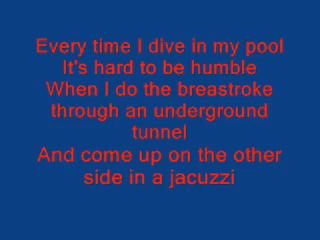 Every time I dive in my pool
It's hard to be humble
When I do the breastroke
through an underground
tunnel
And come up on the other
side in a jacuzzi